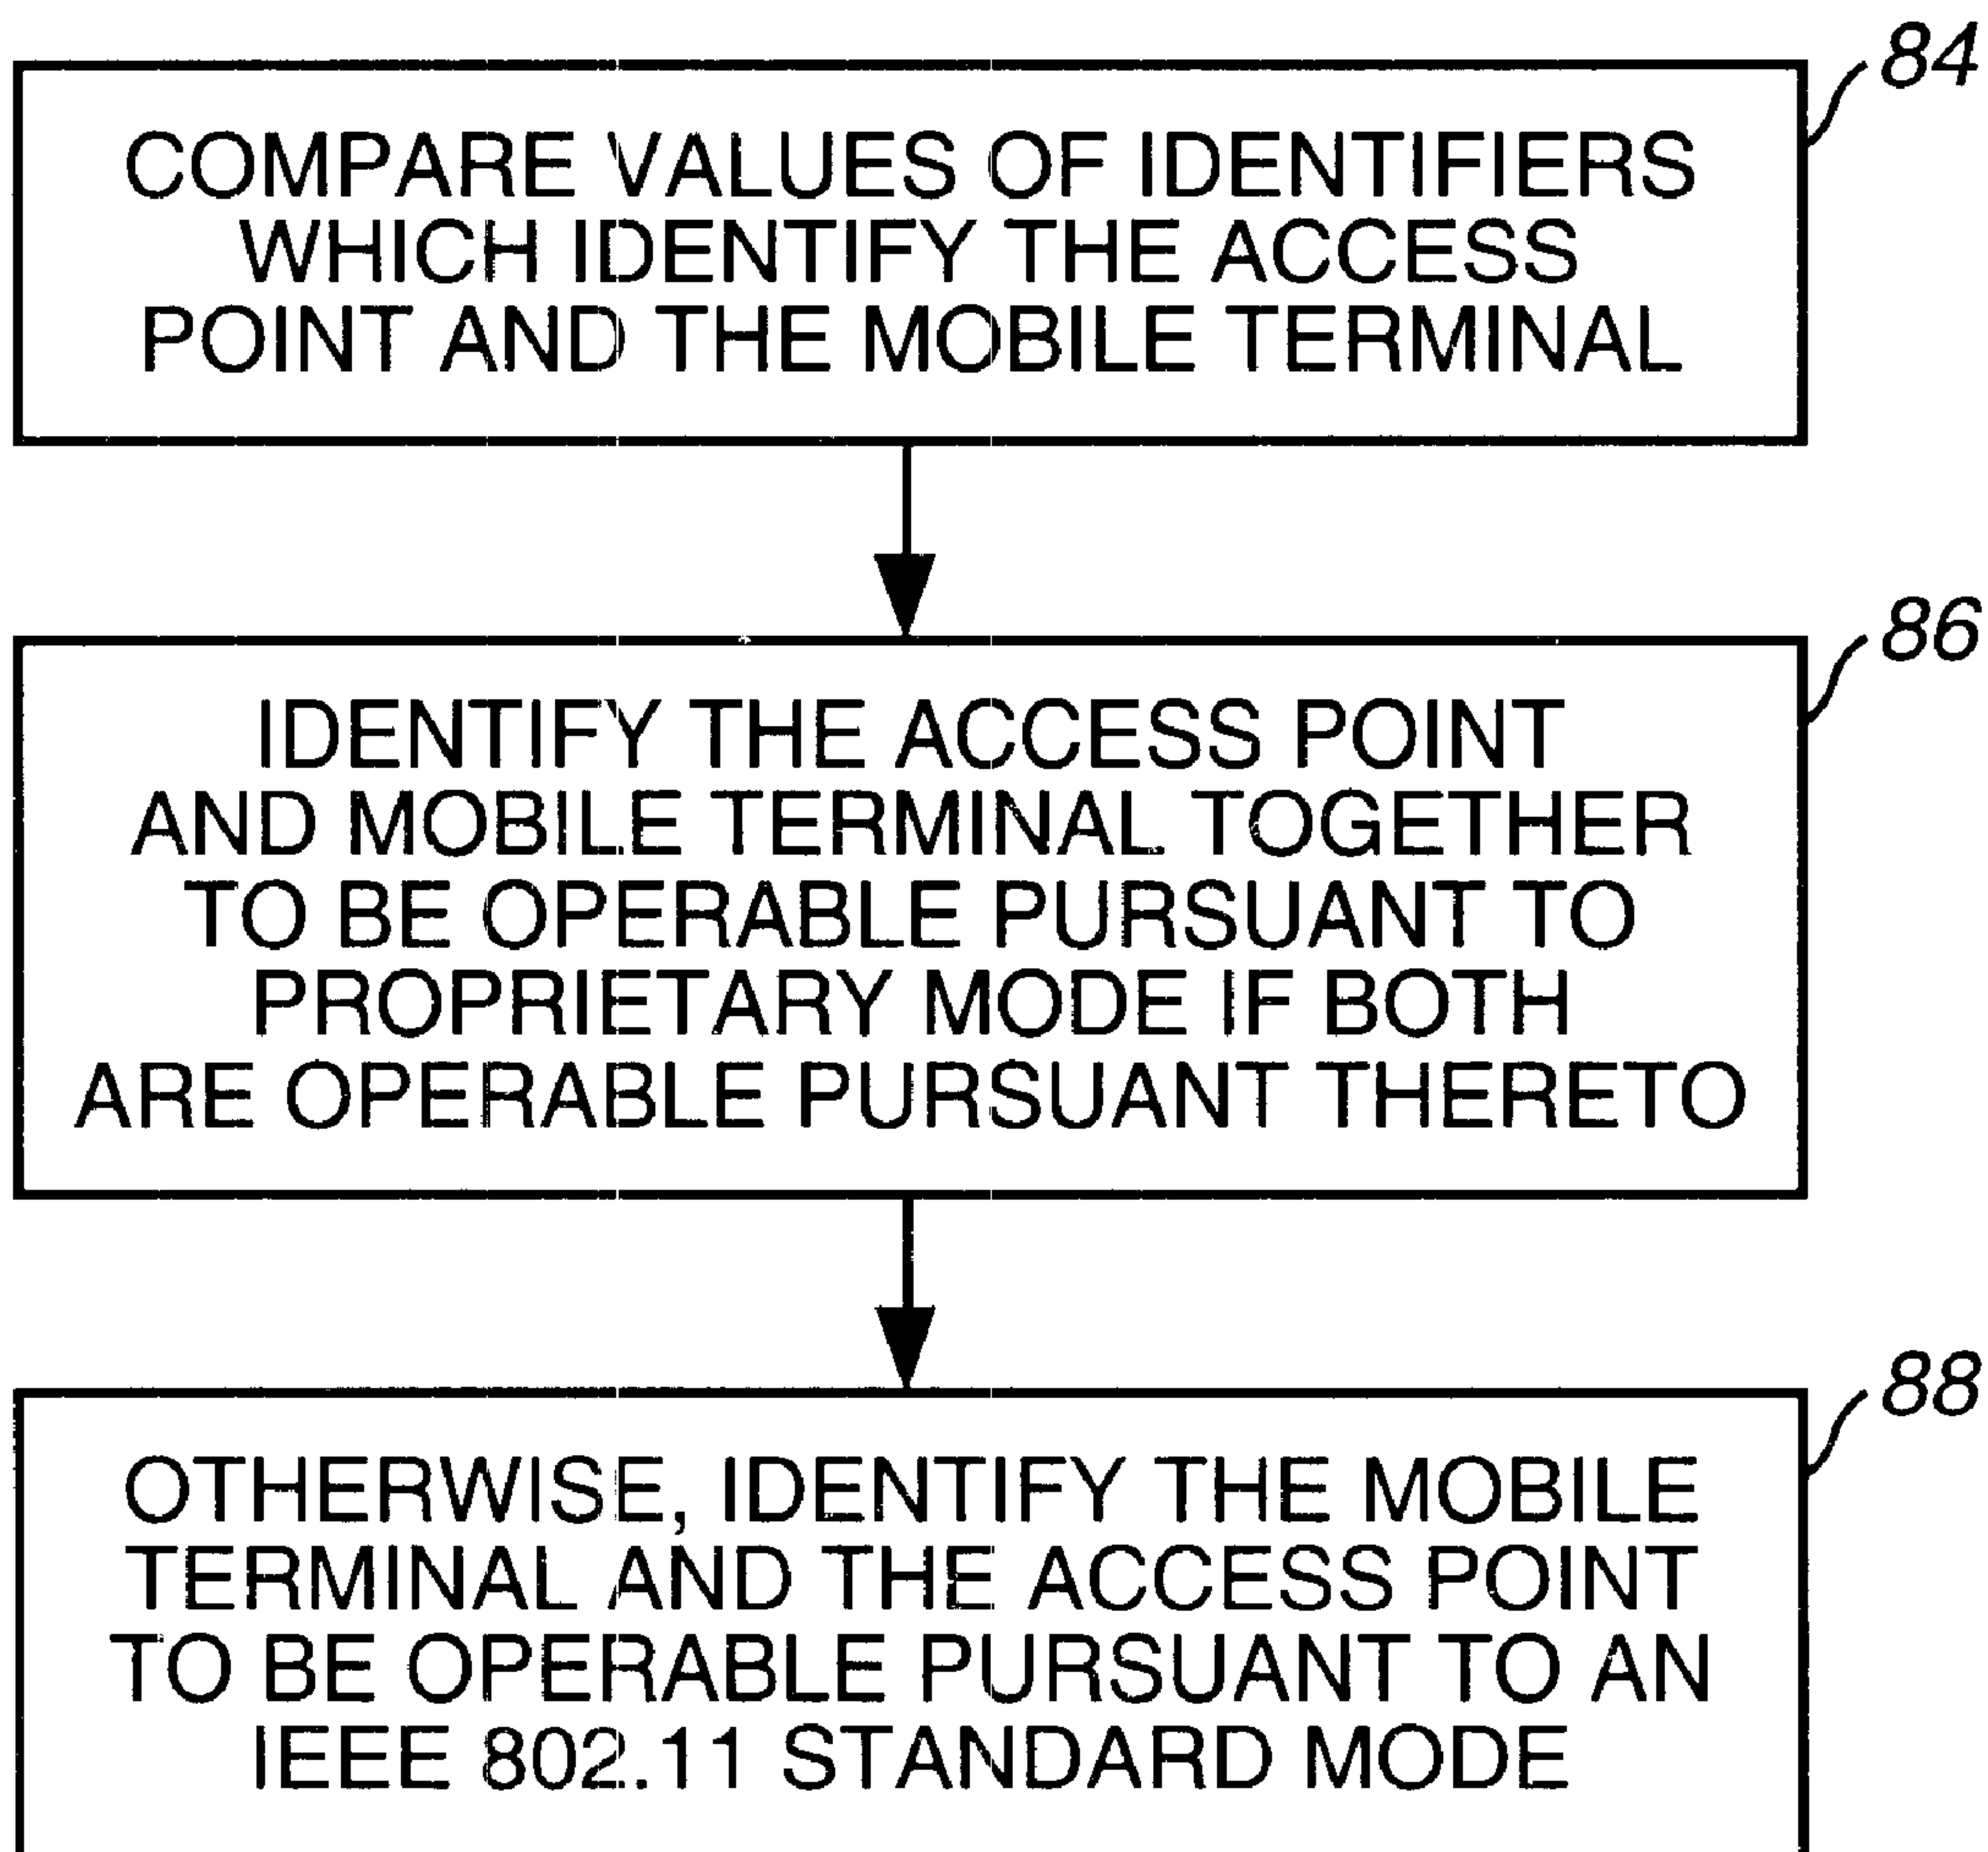 84
COMPARE VALUES OF IDENTIFIERS
WHICH IDENTIFY THE ACCESS
POINT AND THE MOBILE TERMINAL
86
IDENTIFY THE ACCESS POINT
AND MOBILE TERMINAL TOGETHER
TO BE OPERABLE PURSUANT TO
PROPRIETARY MODE IF BOTH
ARE OPERABLE PURSUANT THERETO
88
OTHERWISE, IDENTIFY THE MOBILE
TERMINAL AND THE ACCESS POINT
TO BE OPERABLE PURSUANT TO AN
IEEE 802.11 STANDARD MODE